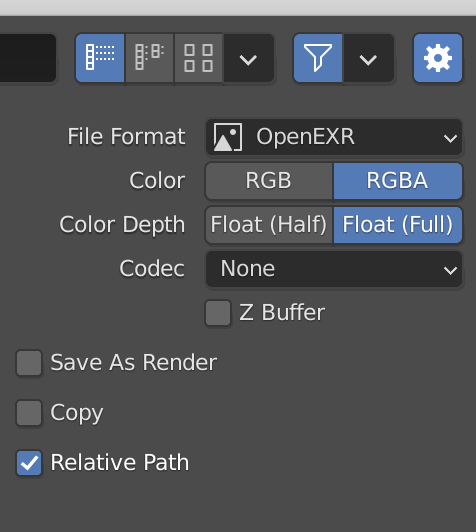 File Format OpenEXR
Color RGB RGBA
Color Depth Float (Half) Float (Full)
Codec None
Z Buffer
Save As Render
Copy
Relative Path